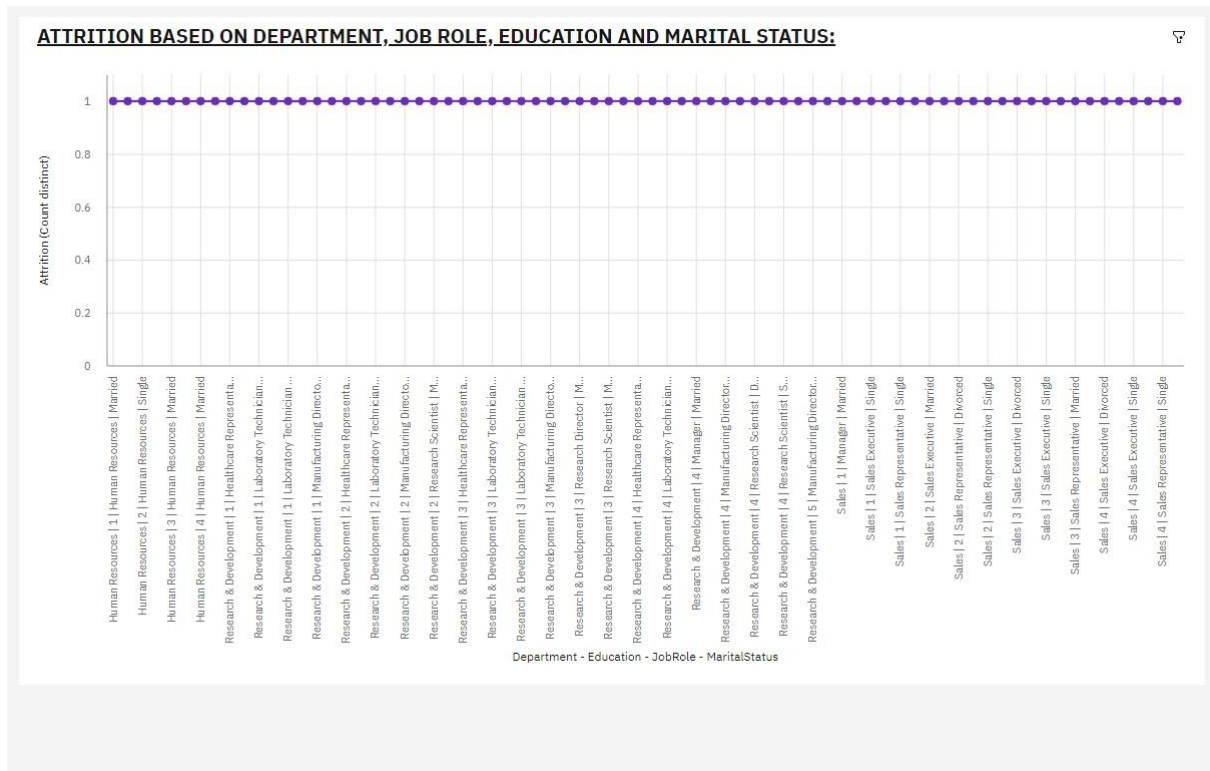 ATTRITION BASED ON DEPARTMENT, JOB ROLE, EDUCATION AND MARITAL STATUS:
Attrition (Count distinct)
1
0.8
0.6
0.4
0.2
0
Human Resources | 1 | Human Resources | Married
Human Resources | 2 | Human Resources | Single
Human Resources | 3 | Human Resources | Married
Human Resources | 4 | Human Resources | Married
Research & Development | 1 | Healthcare Representa...
Research & Development | 1 | Laboratory Technician...
Research & Development | 1 | Laboratory Technician ...
Research & Development | 1 | Manufacturing Directo...
Research & Development | 2 | Healthcare Representa...
Research & Development | 2 | Laboratory Technician...
Research & Development | 2 | Manufacturing Directo...
Research & Development | 2 | Research Scientist | M...
Research & Development | 3 | Healthcare Representa...
Research & Development | 3 | Laboratory Technician...
Research & Development | 3 | Laboratory Technician ...
Research & Development | 3 | Manufacturing Directo...
Research & Development | 3 | Research Director | M...
Research & Development | 3 | Research Scientist | M...
Research & Development | 4 | Healthcare Representa...
Research & Development | 4 | Laboratory Technician...
Research & Development | 4 | Manager | Married
Research & Development | 4 | Manufacturing Director...
Research & Development | 4 | Research Scientist | D...
Research & Development | 4 | Research Scientist | S...
Research & Development | 5 | Manufacturing Director...
Sales | 1 | Manager | Married
Sales | 1 | Sales Executive | Single
Sales | 1 | Sales Representative | Single
Sales | 2 | Sales Executive | Married
Sales | 2 | Sales Representative | Divorced
Sales | 2 | Sales Representative | Single
Sales | 3 | Sales Executive | Divorced
Sales | 3 | Sales Executive | Single
Sales | 3 | Sales Representative | Married
Sales | 4 | Sales Executive | Divorced
Sales | 4 | Sales Executive | Single
Sales | 4 | Sales Representative | Single
Department - Education - JobRole - MaritalStatus